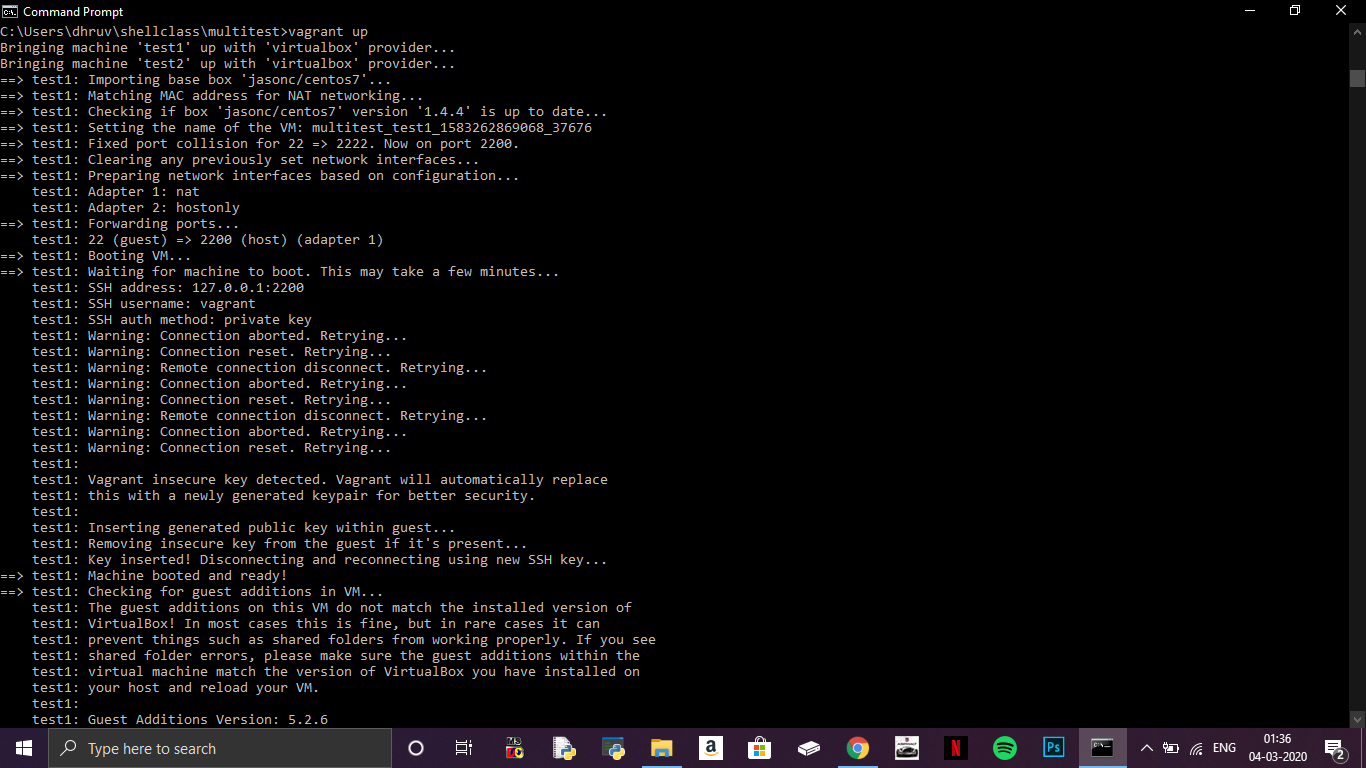 Command Prompt
C:\Users\dhruv\shellclass\multitest>vagrant up
Bringing machine 'test1' up with 'virtualbox' provider...
Bringing machine 'test2' up with 'virtualbox' provider...
==> test1: Importing base box 'jasonc/centos7'...
==> test1: Matching MAC address for NAT networking...
==> test1: Checking if box 'jasonc/centos7' version '1.4.4' is up to date...
==> test1: Setting the name of the VM: multitest_test1_1583262869068_37676
==> test1: Fixed port collision for 22 => 2222. Now on port 2200.
==> test1: Clearing any previously set network interfaces...
==> test1: Preparing network interfaces based on configuration...
    test1: Adapter 1: nat
    test1: Adapter 2: hostonly
==> test1: Forwarding ports...
    test1: 22 (guest) => 2200 (host) (adapter 1)
==> test1: Booting VM...
==> test1: Waiting for machine to boot. This may take a few minutes...
    test1: SSH address: 127.0.0.1:2200
    test1: SSH username: vagrant
    test1: SSH auth method: private key
    test1: Warning: Connection aborted. Retrying...
    test1: Warning: Connection reset. Retrying...
    test1: Warning: Remote connection disconnect. Retrying...
    test1: Warning: Connection aborted. Retrying...
    test1: Warning: Connection reset. Retrying...
    test1: Warning: Remote connection disconnect. Retrying...
    test1: Warning: Connection aborted. Retrying...
    test1: Warning: Connection reset. Retrying...
    test1:
    test1: Vagrant insecure key detected. Vagrant will automatically replace
    test1: this with a newly generated keypair for better security.
    test1:
    test1: Inserting generated public key within guest...
    test1: Removing insecure key from the guest if it's present...
    test1: Key inserted! Disconnecting and reconnecting using new SSH key...
==> test1: Machine booted and ready!
==> test1: Checking for guest additions in VM...
    test1: The guest additions on this VM do not match the installed version of
    test1: VirtualBox! In most cases this is fine, but in rare cases it can
    test1: prevent things such as shared folders from working properly. If you see
    test1: shared folder errors, please make sure the guest additions within the
    test1: virtual machine match the version of VirtualBox you have installed on
    test1: your host and reload your VM.
    test1:
    test1: Guest Additions Version: 5.2.6
Type here to search
a
N
Ps
ENG
01:36
04-03-2020
2